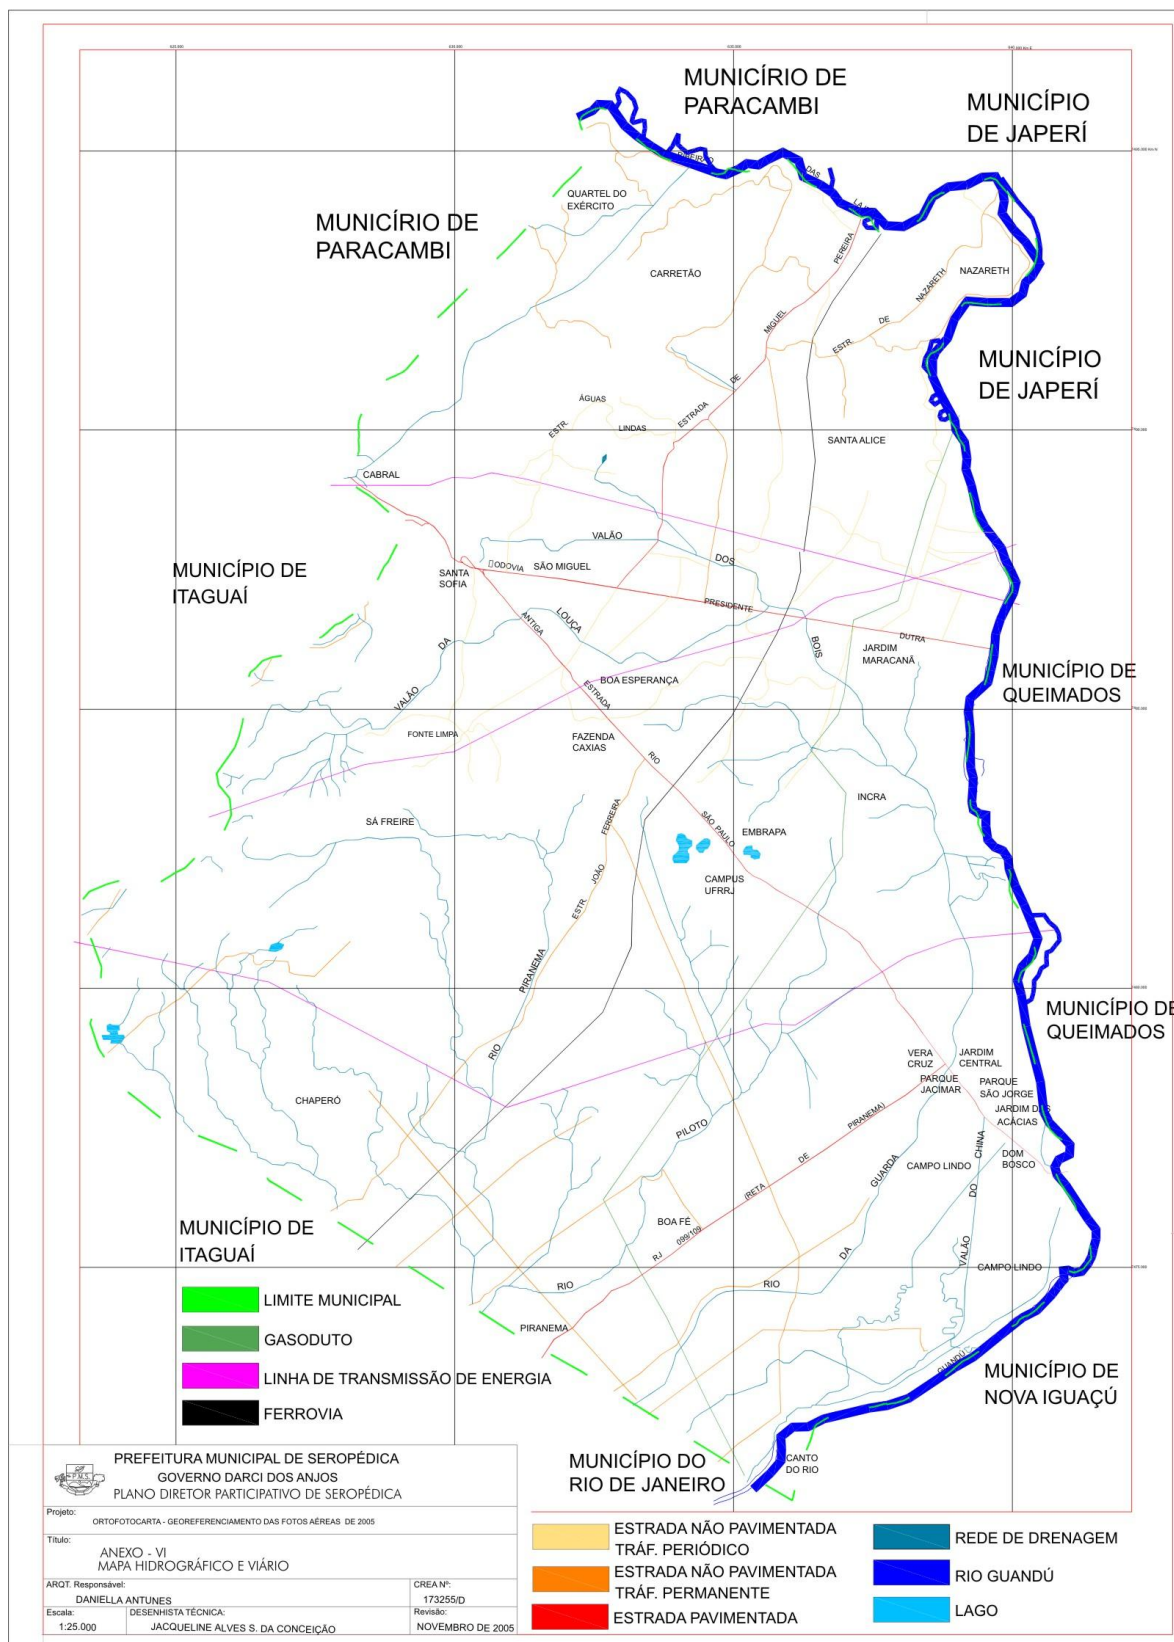 MUNICÍRIO DE
PARACAMBI
MUNICÍPIO
DE JAPERÍ
RIBEIRÃO
DAS
QUARTEL DO
EXÉRCITO
MUNICÍRIO DE
PARACAMBI
CARRETÃO
PEREIRA
MIGUEL
DE
ESTRADA
NAZARETH
NAZARETH
DE
ESTR.
MUNICÍPIO
DE JAPERÍ
ÁGUAS
LINDAS
ESTR.
SANTA ALICE
CABRAL
VALÃO
DOS
BOIS
MUNICÍPIO DE
ITAGUAÍ
SANTA
SOFIA
ODOVIA
SÃO MIGUEL
PRESIDENTE
DUTRA
ANTIGA
LOUÇA
DA
VALÃO
JARDIM
MARACANÃ
BOA ESPERANÇA
ESTRADA
MUNICÍPIO DE
QUEIMADOS
FONTE LIMPA
FAZENDA
CAXIAS
RIO
SÃO PAULO
INCRA
SÁ FREIRE
FERREIRA
JOÃO
ESTR.
EMBRAPA
CAMPUS
UFRRJ
PIRANEMA
RIO
MUNICÍPIO DE
QUEIMADOS
VERA
CRUZ
JARDIM
CENTRAL
PARQUE
JACIMAR
PARQUE
SÃO JORGE
JARDIM DAS
ACÁCIAS
CHAPERÓ
PILOTO
PIRANEMA)
DE
(RETA
099/109
RJ
GUARDA
DA
RIO
CHINA
DO
VALÃO
CAMPO LINDO
DOM
BOSCO
BOA FÉ
CAMPO LINDO
MUNICÍPIO DE
ITAGUAÍ
RIO
PIRANEMA
GUANDÚ
MUNICÍPIO DE
NOVA IGUAÇÚ
CANTO
DO RIO
MUNICÍPIO DO
RIO DE JANEIRO
LIMITE MUNICIPAL
GASODUTO
LINHA DE TRANSMISSÃO DE ENERGIA
FERROVIA
P.M.S.
PREFEITURA MUNICIPAL DE SEROPÉDICA
GOVERNO DARCI DOS ANJOS
PLANO DIRETOR PARTICIPATIVO DE SEROPÉDICA
Projeto:
ORTOFOTOCARTA - GEOREFERENCIAMENTO DAS FOTOS AÉREAS DE 2005
Título:
ANEXO - VI
MAPA HIDROGRÁFICO E VIÁRIO
ARQT. Responsável:
DANIELLA ANTUNES
CREA Nº:
173255/D
Escala:
1:25.000
DESENHISTA TÉCNICA:
JACQUELINE ALVES S. DA CONCEIÇÃO
Revisão:
NOVEMBRO DE 2005
ESTRADA NÃO PAVIMENTADA
TRÁF. PERIÓDICO
ESTRADA NÃO PAVIMENTADA
TRÁF. PERMANENTE
ESTRADA PAVIMENTADA
REDE DE DRENAGEM
RIO GUANDÚ
LAGO